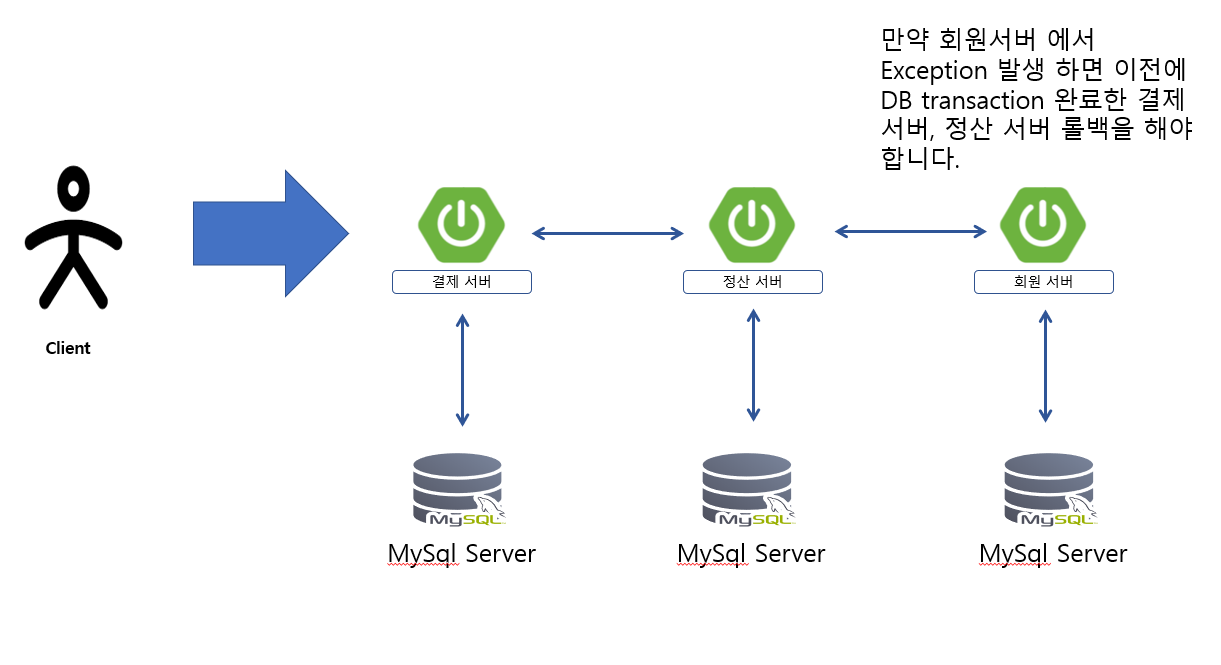 만약 회원서버 에서
Exception 발생 하면 이전에
DB transaction 완료한 결제
서버, 정산 서버 롤백을 해야
합니다.
결제 서버
정산 서버
회원 서버
Client
MySQL
MySQL
MySQL
MySql Server
MySql Server
MySql Server